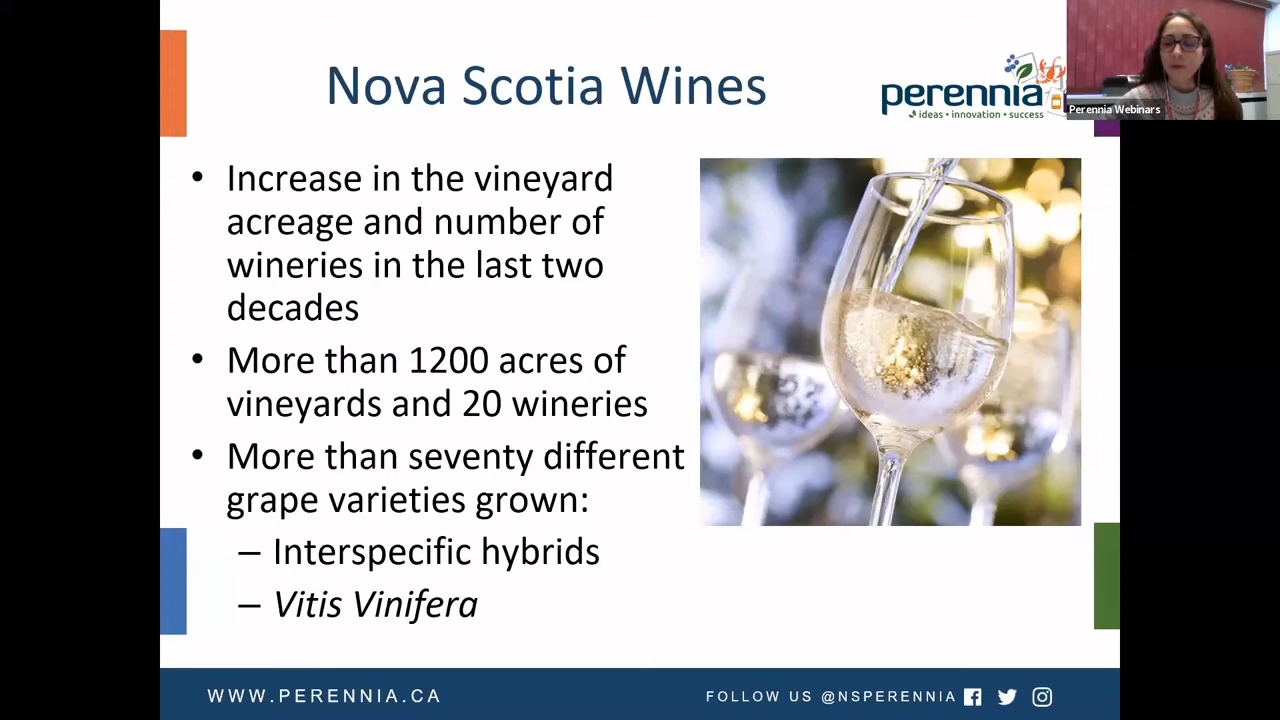 Nova Scotia Wines
perennia
ideas • innovation • success
Perennia Webinars
• Increase in the vineyard
acreage and number of
wineries in the last two
decades
• More than 1200 acres of
vineyards and 20 wineries
• More than seventy different
grape varieties grown:
– Interspecific hybrids
– Vitis Vinifera
WWW.PERENNIA.CA
FOLLOW US @NSPERENNIA